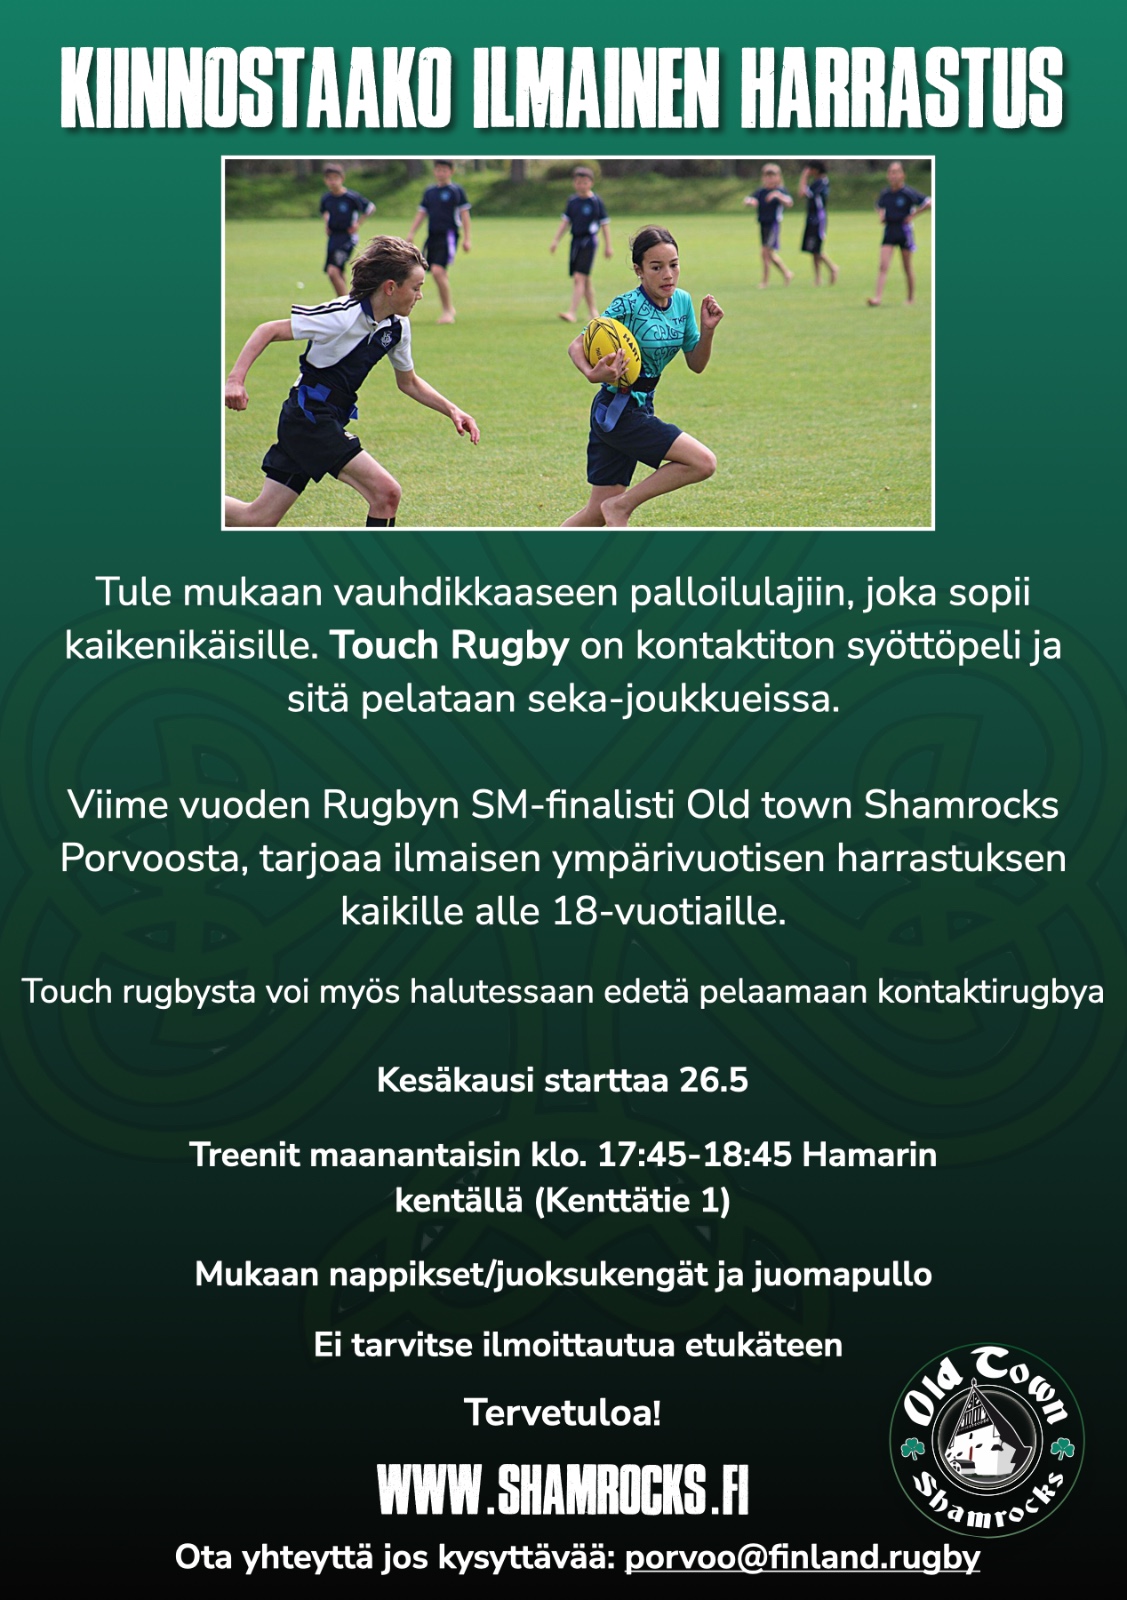 KIINNOSTAAKO ILMAINEN HARRASTUS
HART
Tule mukaan vauhdikkaaseen palloilulajiin, joka sopii
kaikenikäisille. Touch Rugby on kontaktiton syöttöpeli ja
sitä pelataan seka-joukkueissa.
Viime vuoden Rugbyn SM-finalisti Old town Shamrocks
Porvoosta, tarjoaa ilmaisen ympärivuotisen harrastuksen
kaikille alle 18-vuotiaille.
Touch rugbysta voi myös halutessaan edetä pelaamaan kontaktirugbya
Kesäkausi starttaa 26.5
Treenit maanantaisin klo. 17:45-18:45 Hamarin
kentällä (Kenttätie 1)
Mukaan nappikset/juoksukengät ja juomapullo
Ei tarvitse ilmoittautua etukäteen
Tervetuloa!
Old Town
Shamrocks
WWW.SHAMROCKS.FI
Ota yhteyttä jos kysyttävää: porvoo@finland.rugby